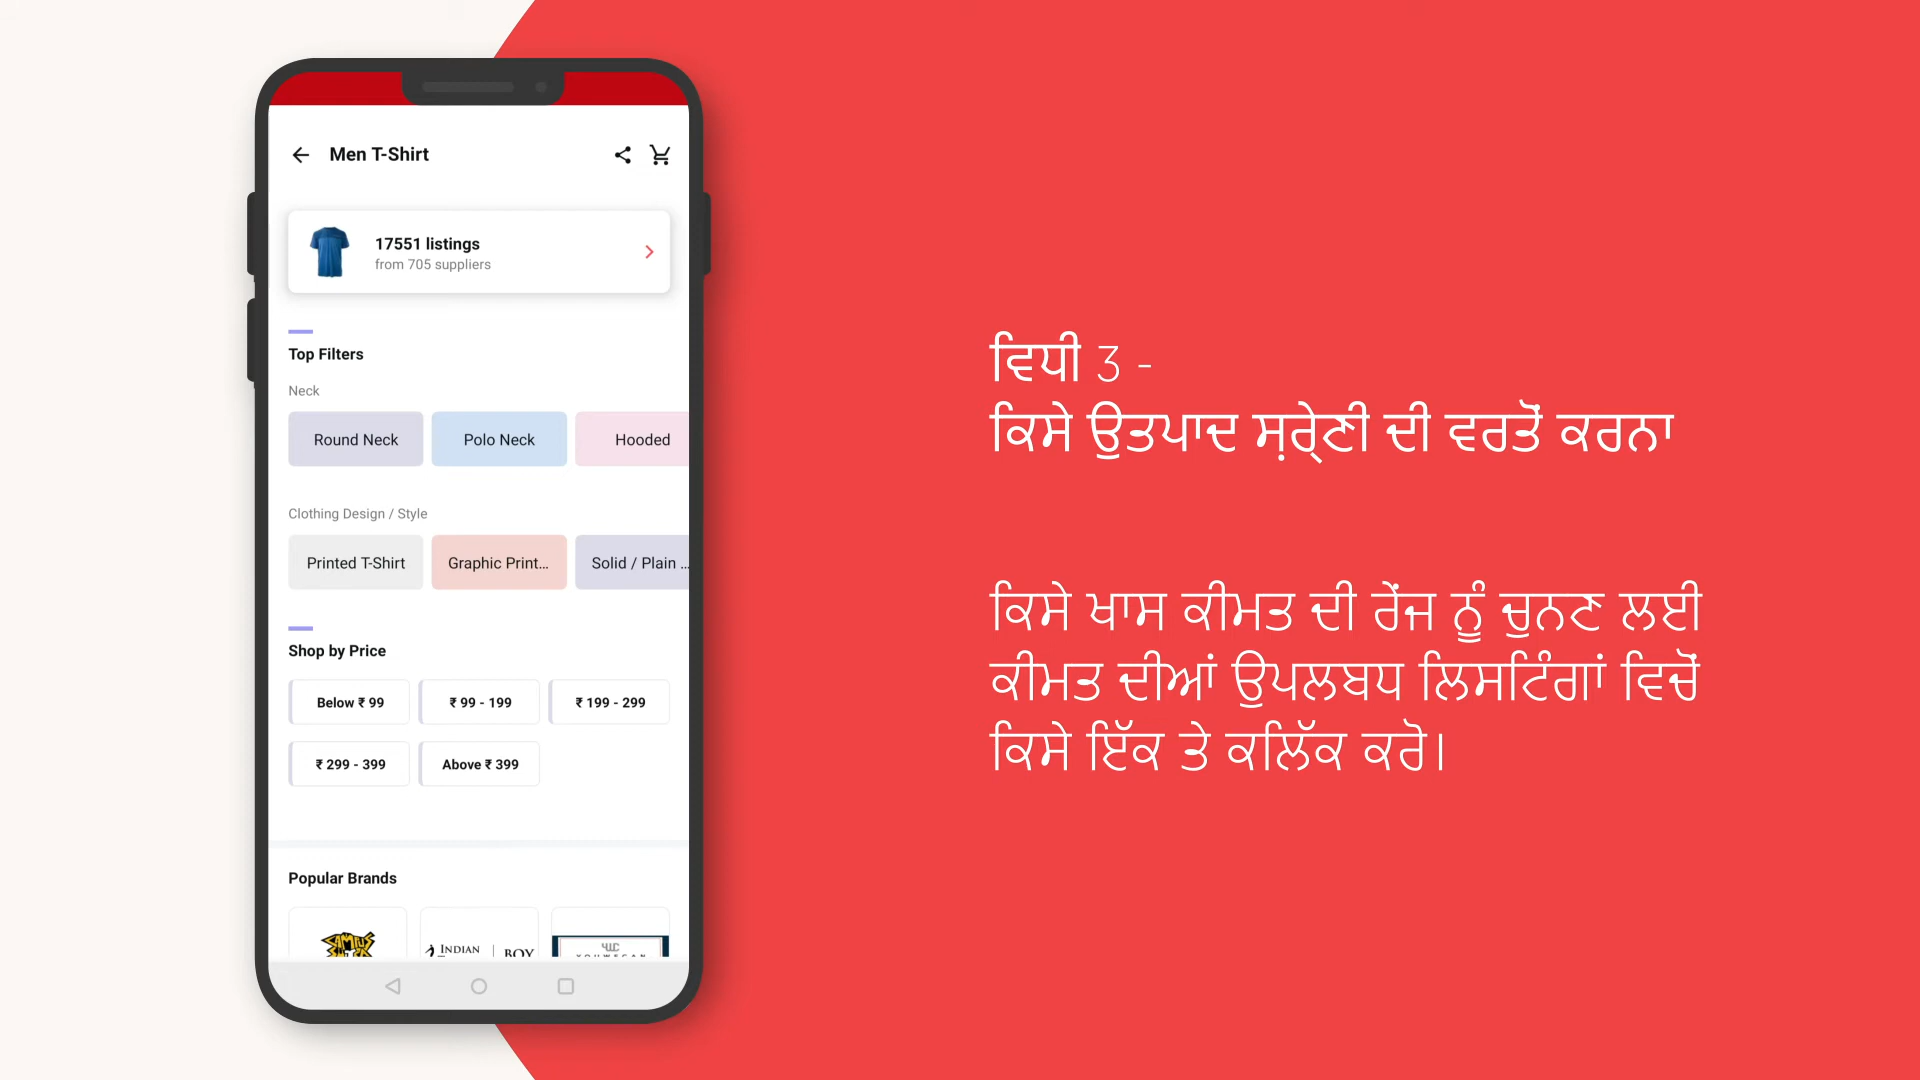 Men T-Shirt
17551 listings
from 705 suppliers
Top Filters
Neck
Round Neck
Polo Neck
Hooded
Clothing Design / Style
Printed T-Shirt
Graphic Print...
Solid / Plain ...
Shop by Price
Below ₹ 99
₹ 99 - 199
₹ 199 - 299
₹ 299 - 399
Above ₹ 399
Popular Brands
INDIAN
BOY
ਵਿਧੀ 3 -
ਕਿਸੇ ਉਤਪਾਦ ਸ਼੍ਰੇਣੀ ਦੀ ਵਰਤੋਂ ਕਰਨਾ
ਕਿਸੇ ਖਾਸ ਕੀਮਤ ਦੀ ਰੇਂਜ ਨੂੰ ਚੁਨਣ ਲਈ
ਕੀਮਤ ਦੀਆਂ ਉਪਲਬਧ ਲਿਸਟਿੰਗਾਂ ਵਿਚੋਂ
ਕਿਸੇ ਇੱਕ ਤੇ ਕਲਿੱਕ ਕਰੋ।